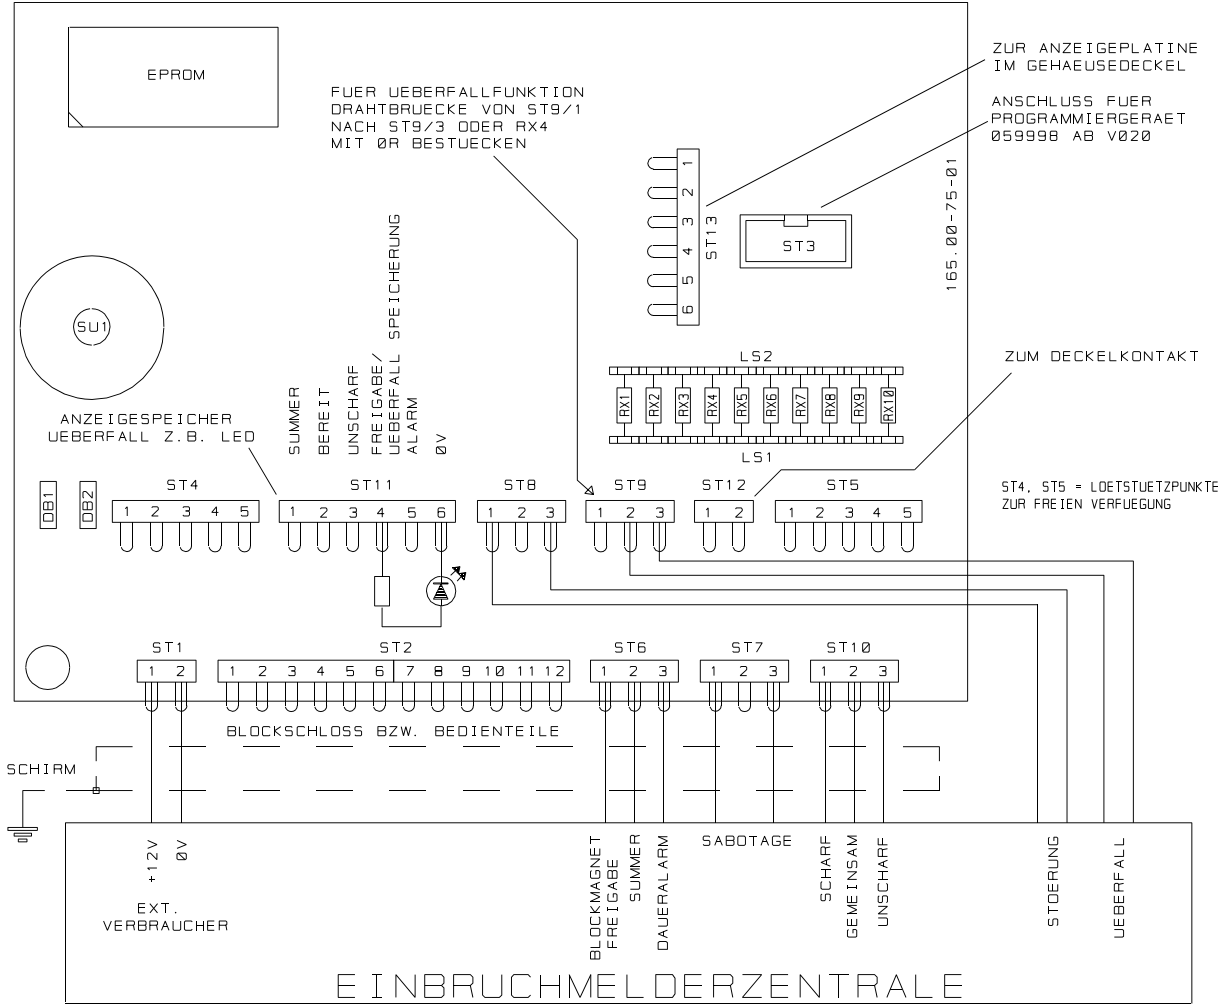 EPROM
FUER UEBERFALLFUNKTION
DRAHTBRUECKE VON ST9/1
NACH ST9/3 ODER RX4
MIT 0R BESTUECKEN
ZUR ANZEIGEPLATINE
IM GEHAEUSEDECKEL
ANSCHLUSS FUER
PROGRAMMIERGERAET
059998 AB V020
1
2
3
4
5
6
ST13
ST3
165.00-75-01
SU1
ANZEIGESPEICHER
UEBERFALL Z.B. LED
SUMMER
BEREIT
UNSCHARF
FREIGABE/
UEBERFALL SPEICHERUNG
ALARM
0V
LS2
RX1 RX2 RX3 RX4 RX5 RX6 RX7 RX8 RX9 RX10
LS1
ZUM DECKELKONTAKT
ST4, ST5 = LOETSTUETZPUNKTE
ZUR FREIEN VERFUEGUNG
DB1 DB2
ST4 ST11 ST8 ST9 ST12 ST5
1 2 3 4 5 1 2 3 4 5 6 1 2 3 1 2 3 1 2 1 2 3 4 5
ST1 ST2 ST6 ST7 ST10
1 2 1 2 3 4 5 6 7 8 9 10 11 12 1 2 3 1 2 3 1 2 3
BLOCKSCHLOSS BZW. BEDIENTEILE
SCHIRM
+12V
0V
EXT.
VERBRAUCHER
BLOCKMAGNET
FREIGABE
SUMMER
DAUERALARM
SABOTAGE
SCHARF
GEMEINSAM
UNSCHARF
STOERUNG
UEBERFALL
EINBRUCHMELDERZENTRALE